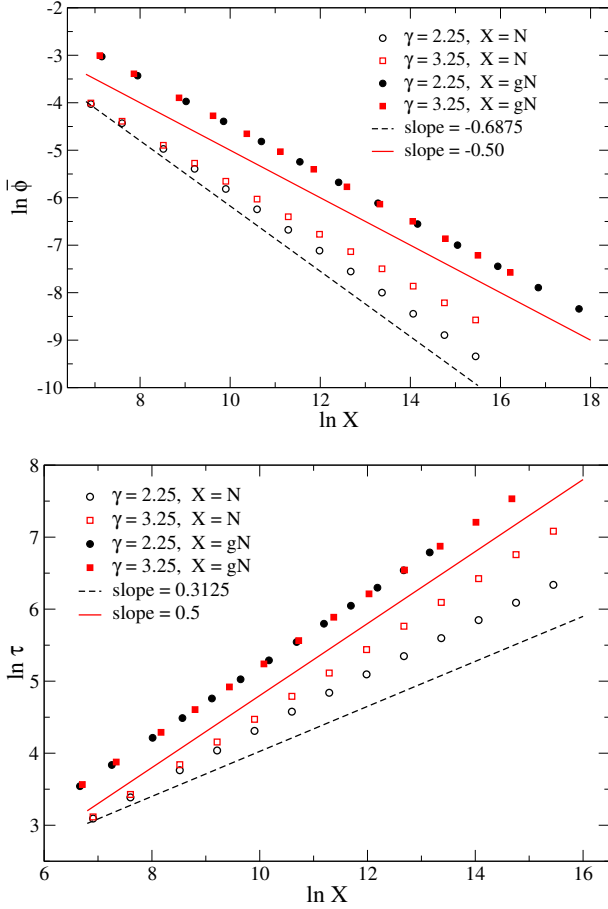 -2
-3
-4
-5
-6
-7
-8
-9
-10
ln ϕ̅
γ = 2.25, X = N
γ = 3.25, X = N
γ = 2.25, X = gN
γ = 3.25, X = gN
slope = -0.6875
slope = -0.50
8 10 12 14 16 18
ln X
8
7
6
5
4
3
ln τ
γ = 2.25, X = N
γ = 3.25, X = N
γ = 2.25, X = gN
γ = 3.25, X = gN
slope = 0.3125
slope = 0.5
6 8 10 12 14 16
ln X